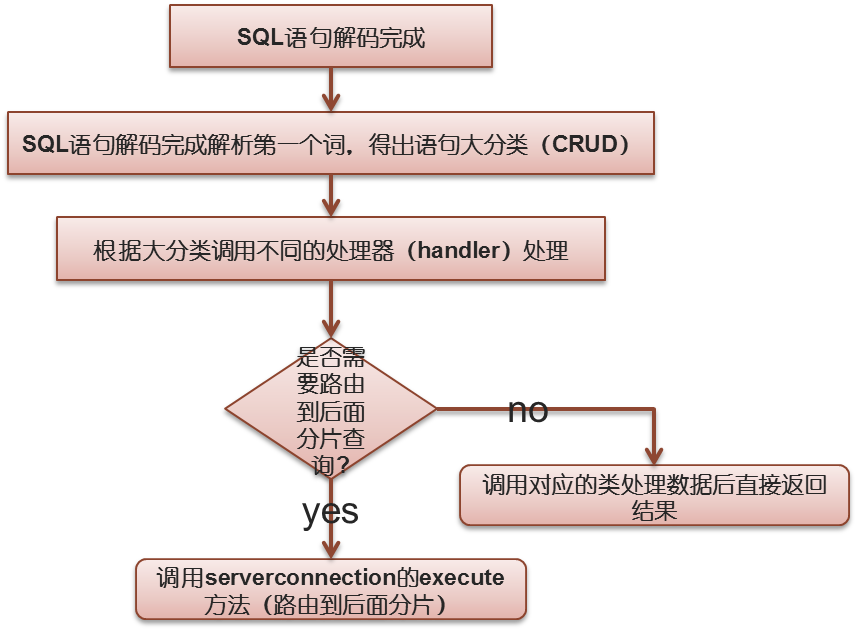 SQL语句解码完成
SQL语句解码完成解析第一个词，得出语句大分类（CRUD）
根据大分类调用不同的处理器（handler）处理
是否需
要路由
到后面
分片查
询？
no
调用对应的类处理数据后直接返回
结果
yes
调用serverconnection的execute
方法（路由到后面分片）